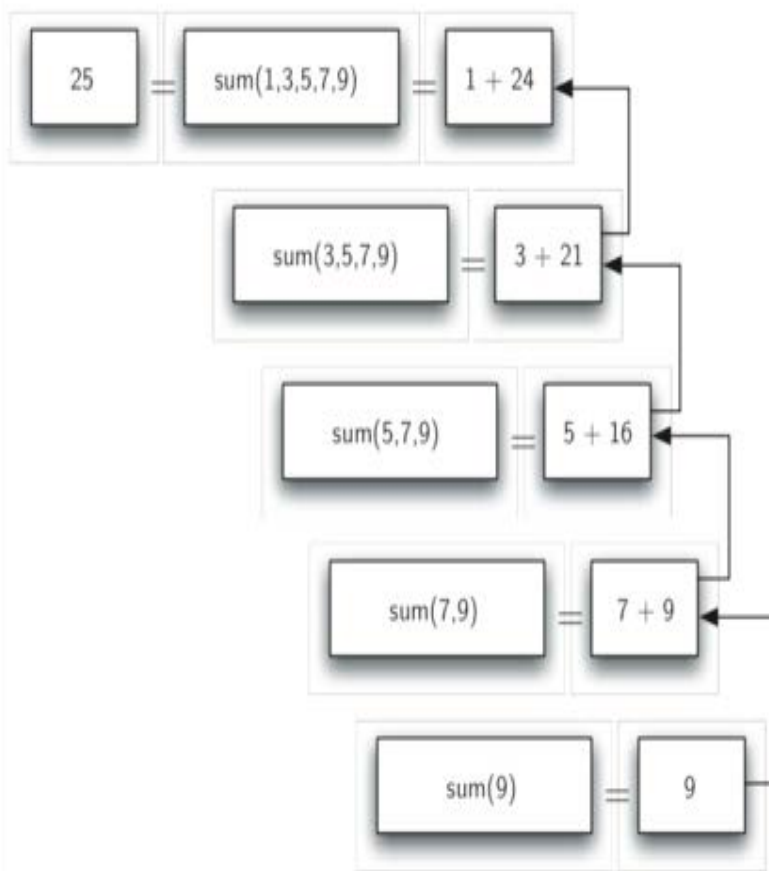 25 = sum(1,3,5,7,9) = 1 + 24
sum(3,5,7,9) = 3 + 21
sum(5,7,9) = 5 + 16
sum(7,9) = 7 + 9
sum(9) = 9